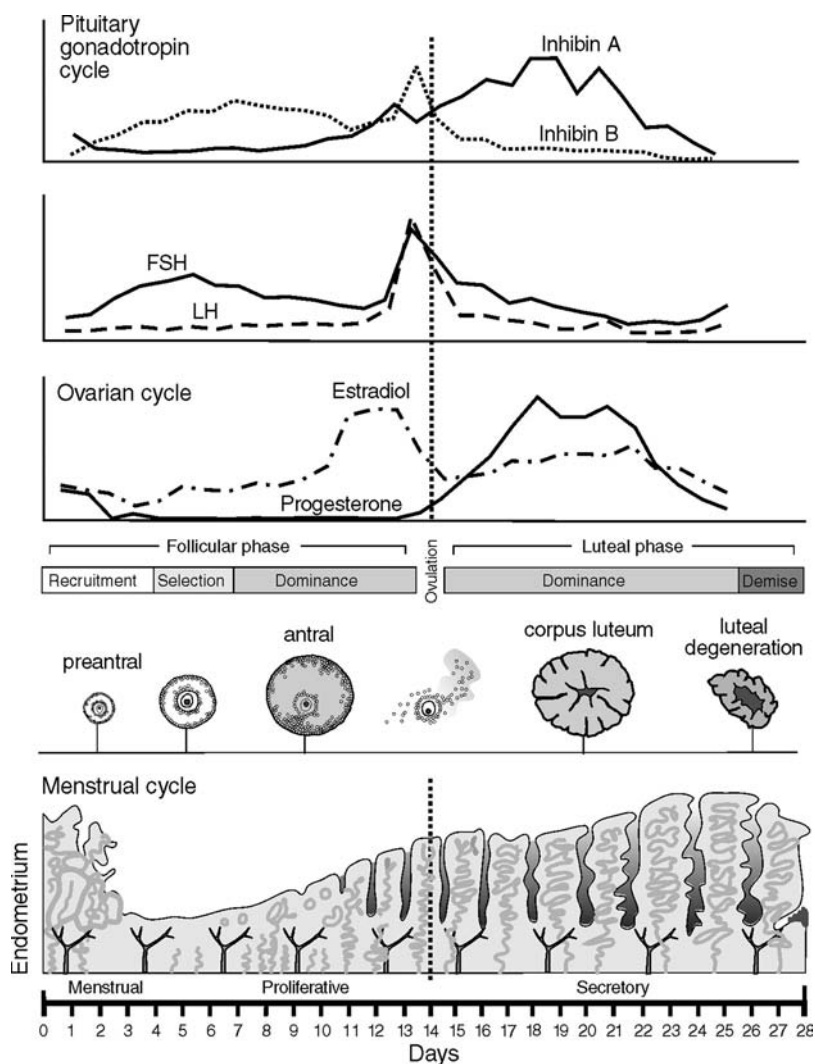 Pituitary
gonadotropin
cycle
Inhibin A
Inhibin B
FSH
LH
Ovarian cycle
Estradiol
Progesterone
Follicular phase
Ovulation
Luteal phase
Recruitment
Selection
Dominance
Dominance
Demise
preantral
antral
corpus luteum
luteal
degeneration
Menstrual cycle
Endometrium
Menstrual
Proliferative
Secretory
0 1 2 3 4 5 6 7 8 9 10 11 12 13 14 15 16 17 18 19 20 21 22 23 24 25 26 27 28
Days